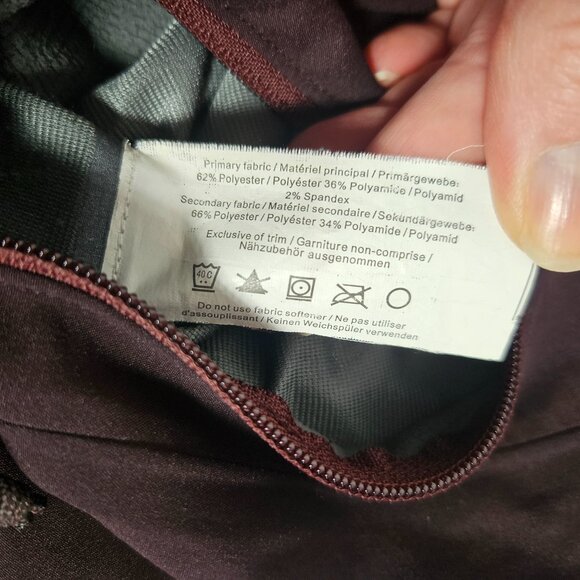 Primary fabric / Matériel principal / Primärgewebe:
62% Polyester / Polyéster 36% Polyamide / Polyamid
2% Spandex
Secondary fabric / Matériel secondaire / Sekundärgewebe:
66% Polyester / Polyéster 34% Polyamide / Polyamid
Exclusive of trim / Garniture non-comprise /
Nähzubehör ausgenommen
40C
Do not use fabric softener / Ne pas utiliser
d'assouplissant / Keinen Weichspüler verwenden